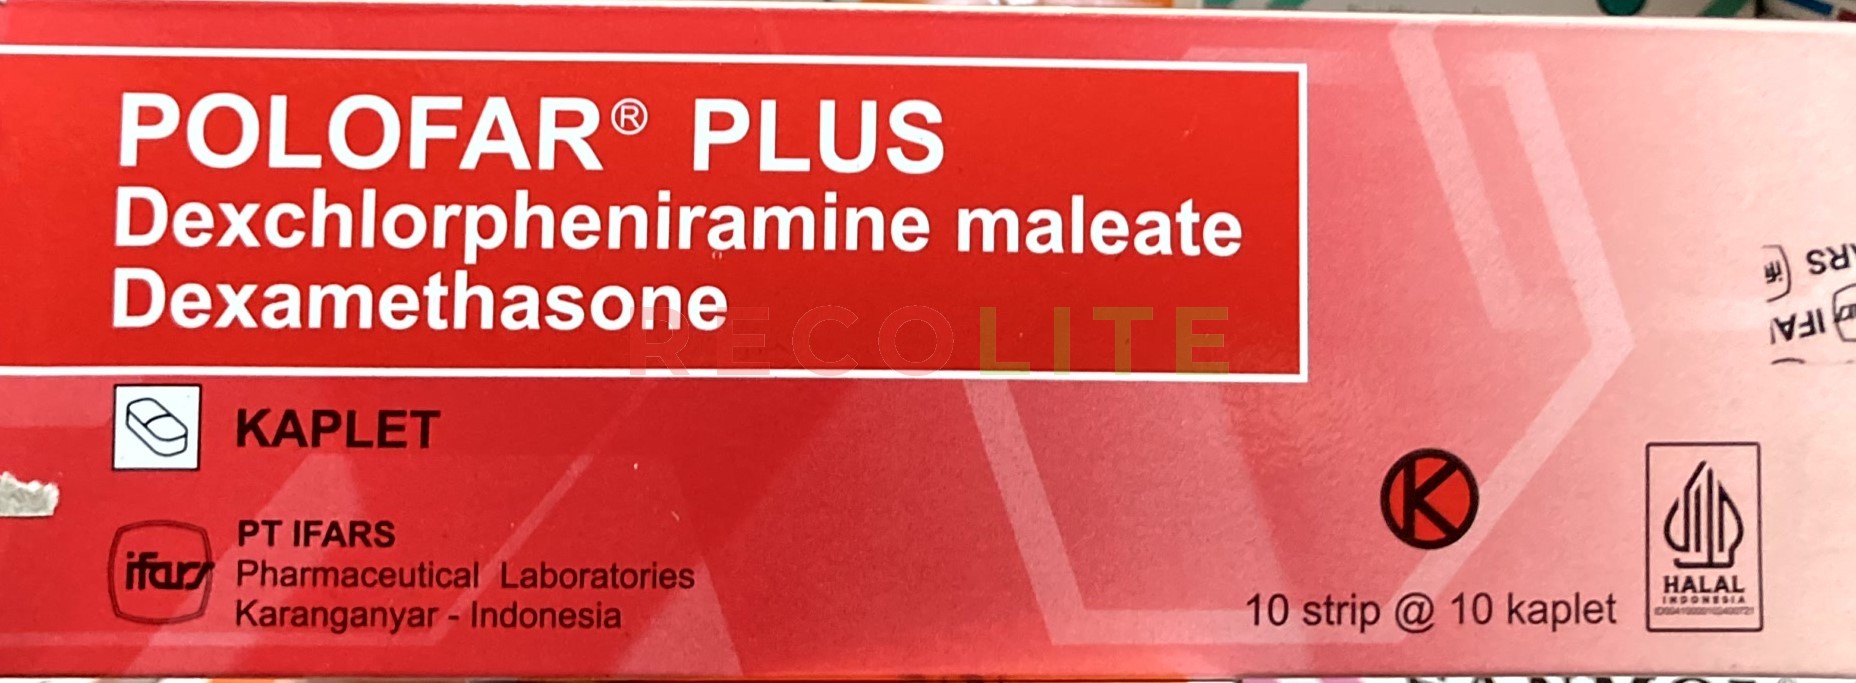 POLOFAR® PLUS
Dexchlorpheniramine maleate
Dexamethasone
RECOLITE
KAPLET
ifars
PT IFARS
Pharmaceutical Laboratories
Karanganyar - Indonesia
K
10 strip @ 10 kaplet
HALAL
INDONESIA